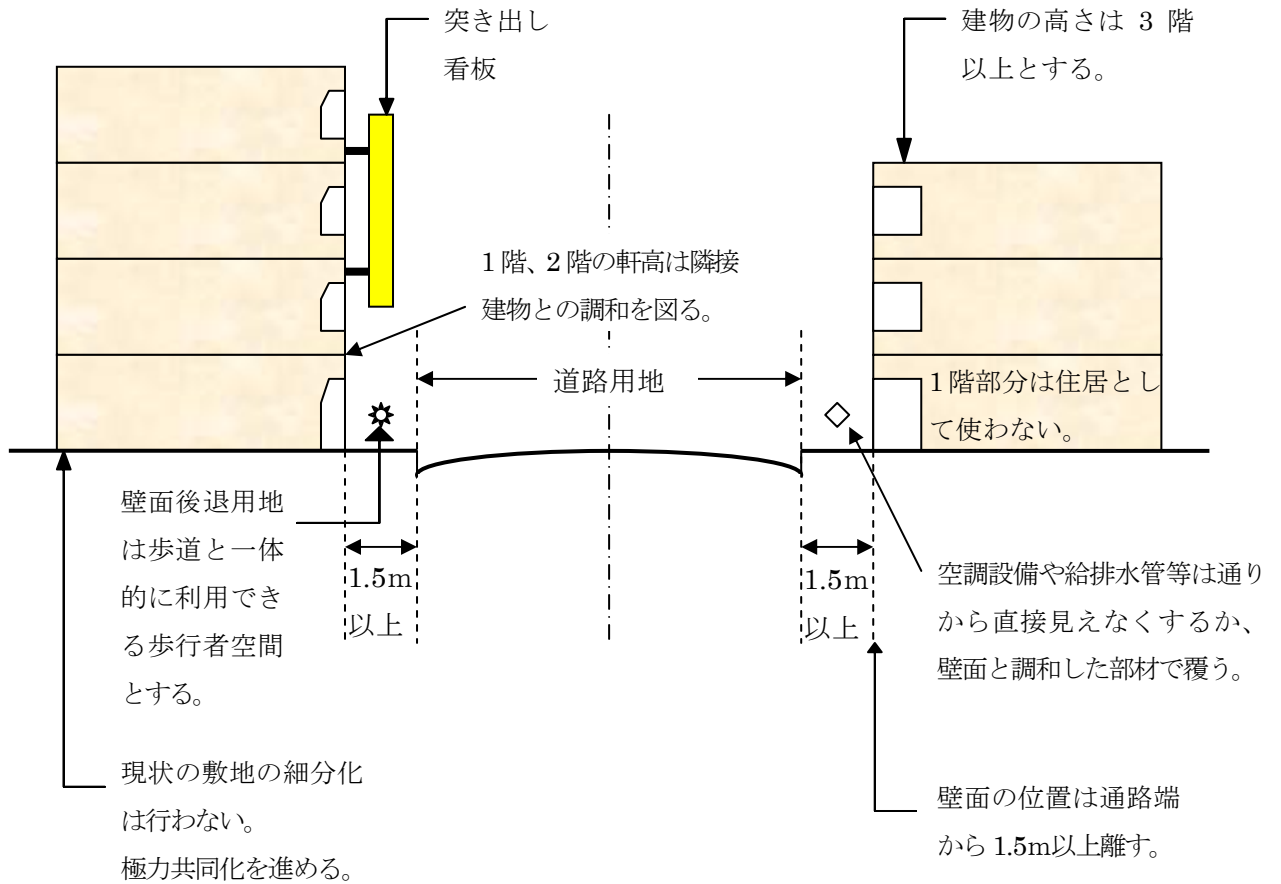 突き出し
看板
建物の高さは 3 階
以上とする。
1 階、2 階の軒高は隣接
建物との調和を図る。
道路用地
1 階部分は住居とし
て使わない。
壁面後退用地
は歩道と一体
的に利用でき
る歩行者空間
とする。
1.5m
以上
1.5m
以上
空調設備や給排水管等は通り
から直接見えなくするか、
壁面と調和した部材で覆う。
現状の敷地の細分化
は行わない。
極力共同化を進める。
壁面の位置は通路端
から 1.5m以上離す。